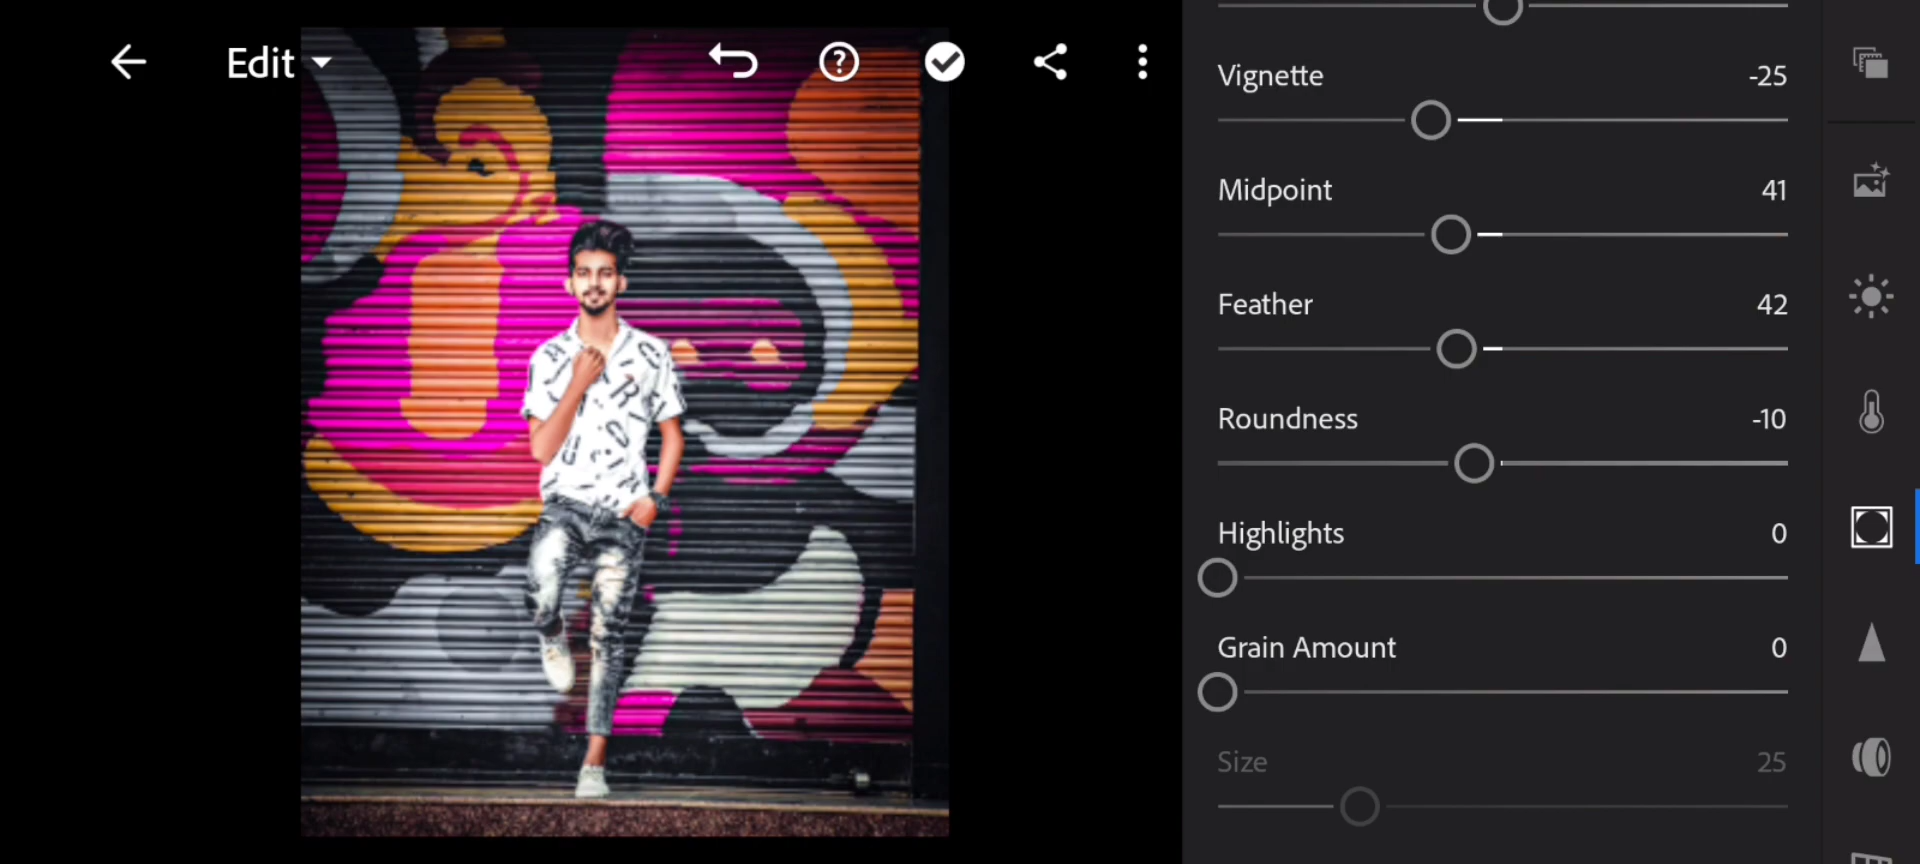 Edit
Vignette -25
Midpoint 41
Feather 42
Roundness -10
Highlights 0
Grain Amount 0
Size 25